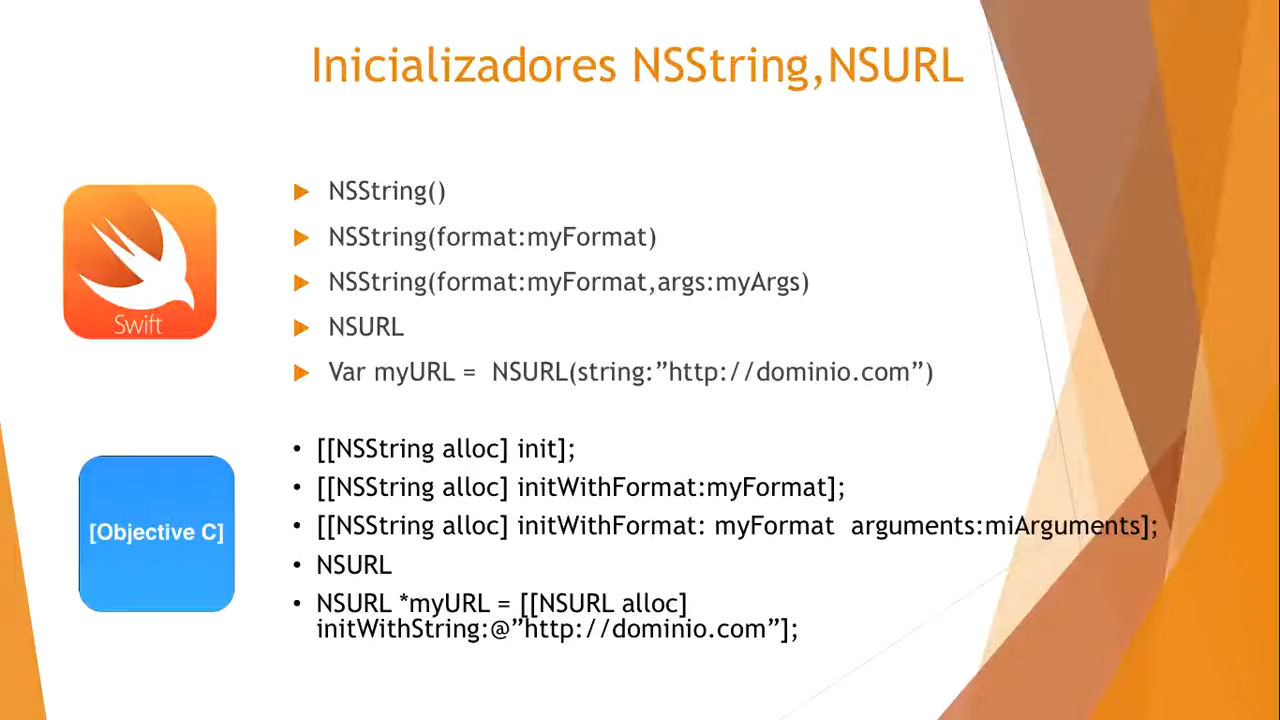 Inicializadores NSString,NSURL
NSString()
NSString(format:myFormat)
NSString(format:myFormat,args:myArgs)
NSURL
Var myURL =  NSURL(string:”http://dominio.com”)
Swift
• [[NSString alloc] init];
• [[NSString alloc] initWithFormat:myFormat];
• [[NSString alloc] initWithFormat: myFormat  arguments:miArguments];
• NSURL
• NSURL *myURL = [[NSURL alloc]
initWithString:@”http://dominio.com”];
[Objective C]